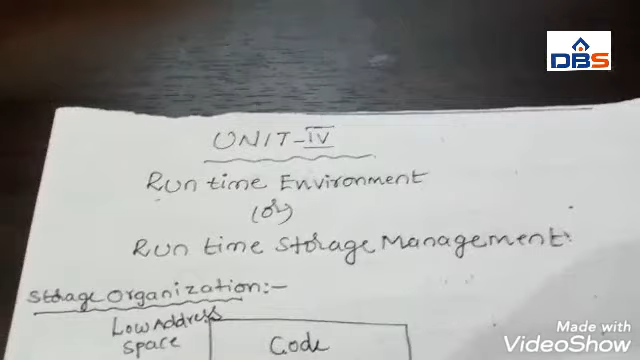 DBS
UNIT-IV
Run time Environment
(or)
Run time Storage Management:
Storage Organization:-
Low Address
Space
Code
Made with
VideoShow